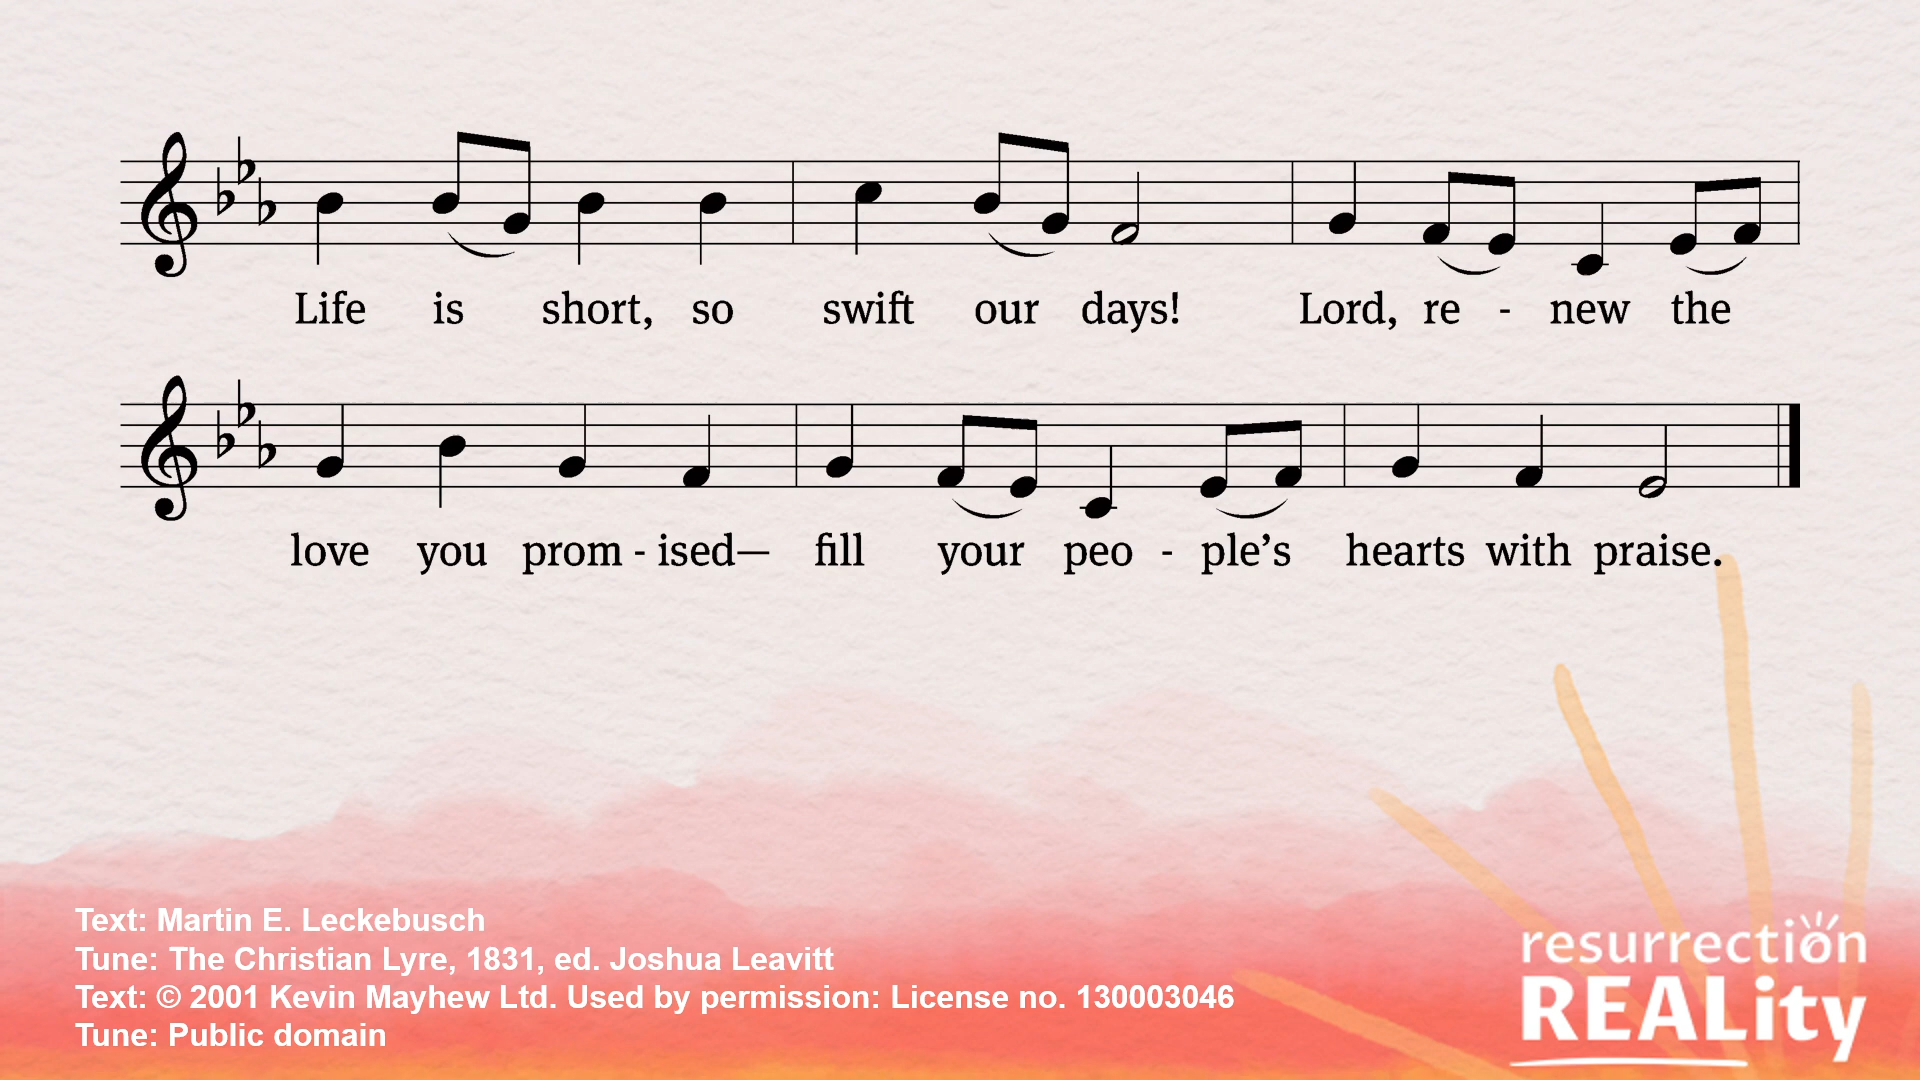 Life is short, so swift our days! Lord, re - new the
love you prom - ised— fill your peo - ple’s hearts with praise.
Text: Martin E. Leckebusch
Tune: The Christian Lyre, 1831, ed. Joshua Leavitt
Text: © 2001 Kevin Mayhew Ltd. Used by permission: License no. 130003046
Tune: Public domain
resurrection
REALity